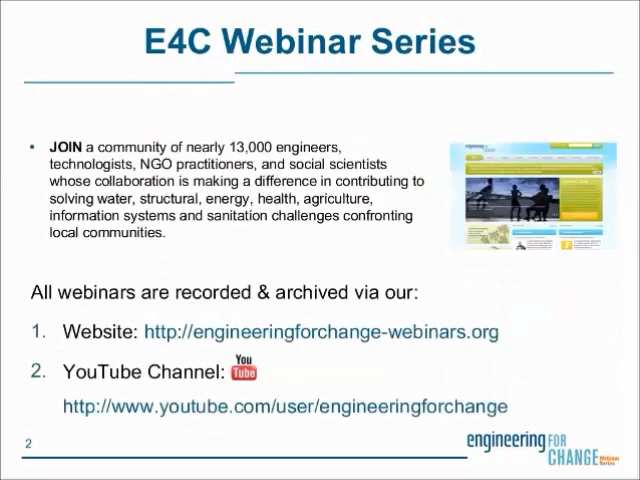 E4C Webinar Series
• JOIN a community of nearly 13,000 engineers,
technologists, NGO practitioners, and social scientists
whose collaboration is making a difference in contributing to
solving water, structural, energy, health, agriculture,
information systems and sanitation challenges confronting
local communities.
All webinars are recorded & archived via our:
1. Website: http://engineeringforchange-webinars.org
2. YouTube Channel: You Tube
http://www.youtube.com/user/engineeringforchange
2
engineering FOR
CHANGE Webinar
Series